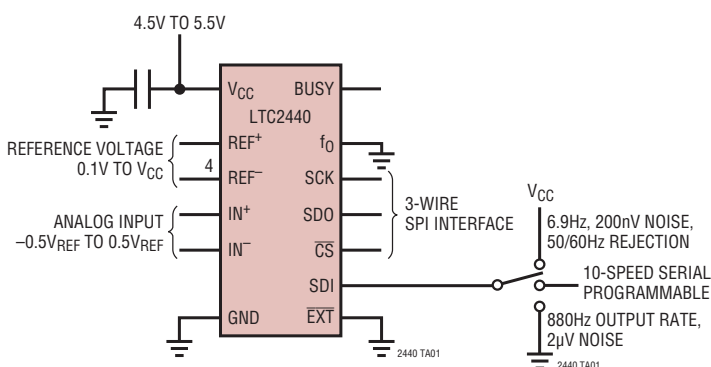 4.5V TO 5.5V
VCC
BUSY
LTC2440
REF+
fO
REFERENCE VOLTAGE
0.1V TO VCC
4
REF–
SCK
3-WIRE
SPI INTERFACE
IN+
SDO
ANALOG INPUT
–0.5VREF TO 0.5VREF
IN–
CS
SDI
GND
EXT
2440 TA01
VCC
6.9Hz, 200nV NOISE,
50/60Hz REJECTION
10-SPEED SERIAL
PROGRAMMABLE
880Hz OUTPUT RATE,
2µV NOISE
2440 TA01